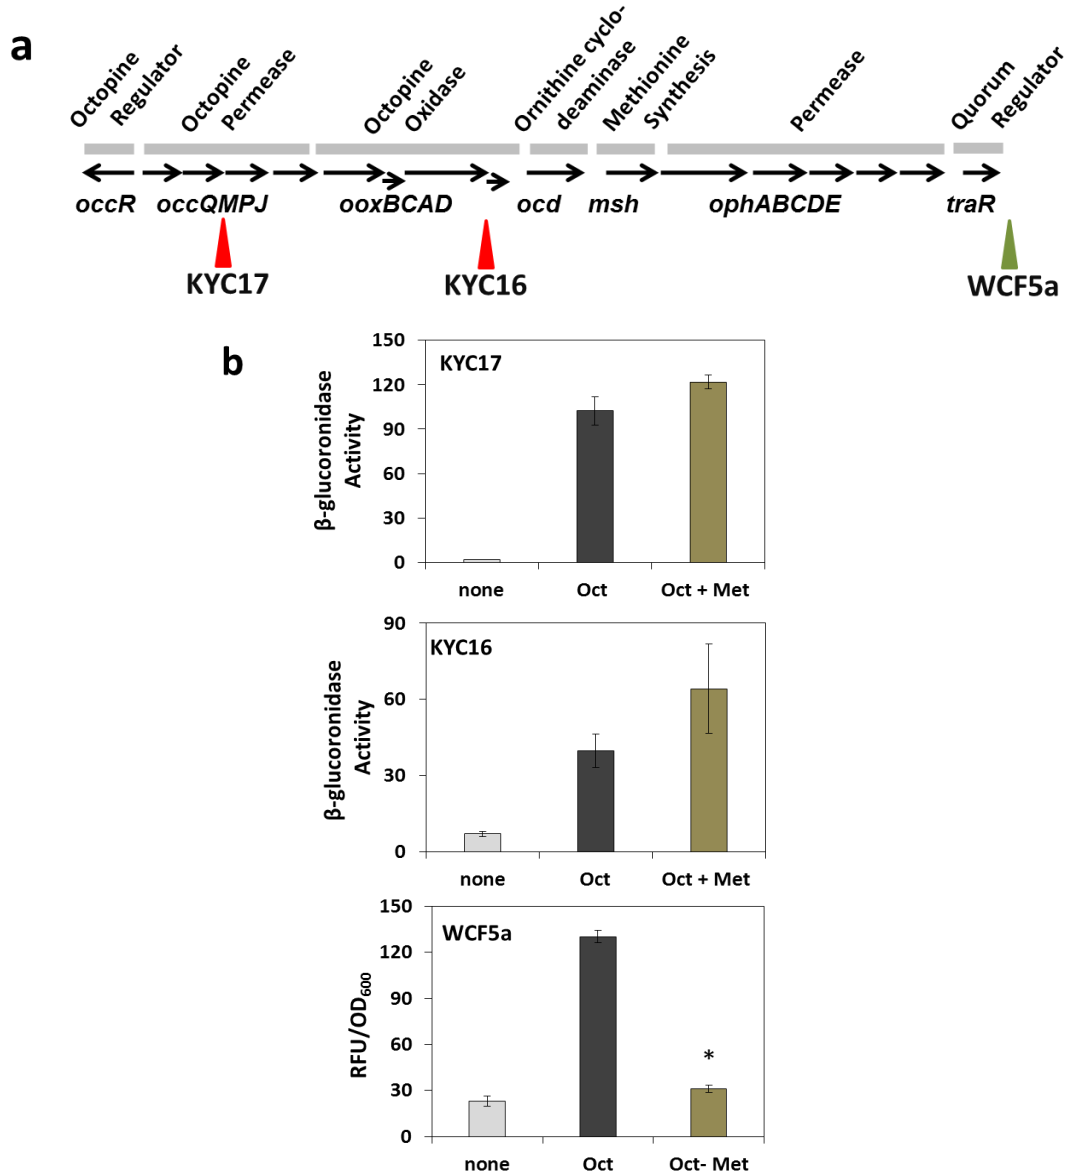 a
Octopine
Regulator
Octopine
Permease
Octopine
Oxidase
Ornithine cyclo-
deaminase
Methionine
Synthesis
Permease
Quorum
Regulator
occR occQMPJ ooxBCAD ocd msh ophABCDE traR
KYC17 KYC16 WCF5a
b
150
120
90
60
30
0
β-glucoronidase
Activity
KYC17
none Oct Oct + Met
90
60
30
0
β-glucoronidase
Activity
KYC16
none Oct Oct + Met
150
120
90
60
30
0
RFU/OD600
WCF5a
*
none Oct Oct- Met